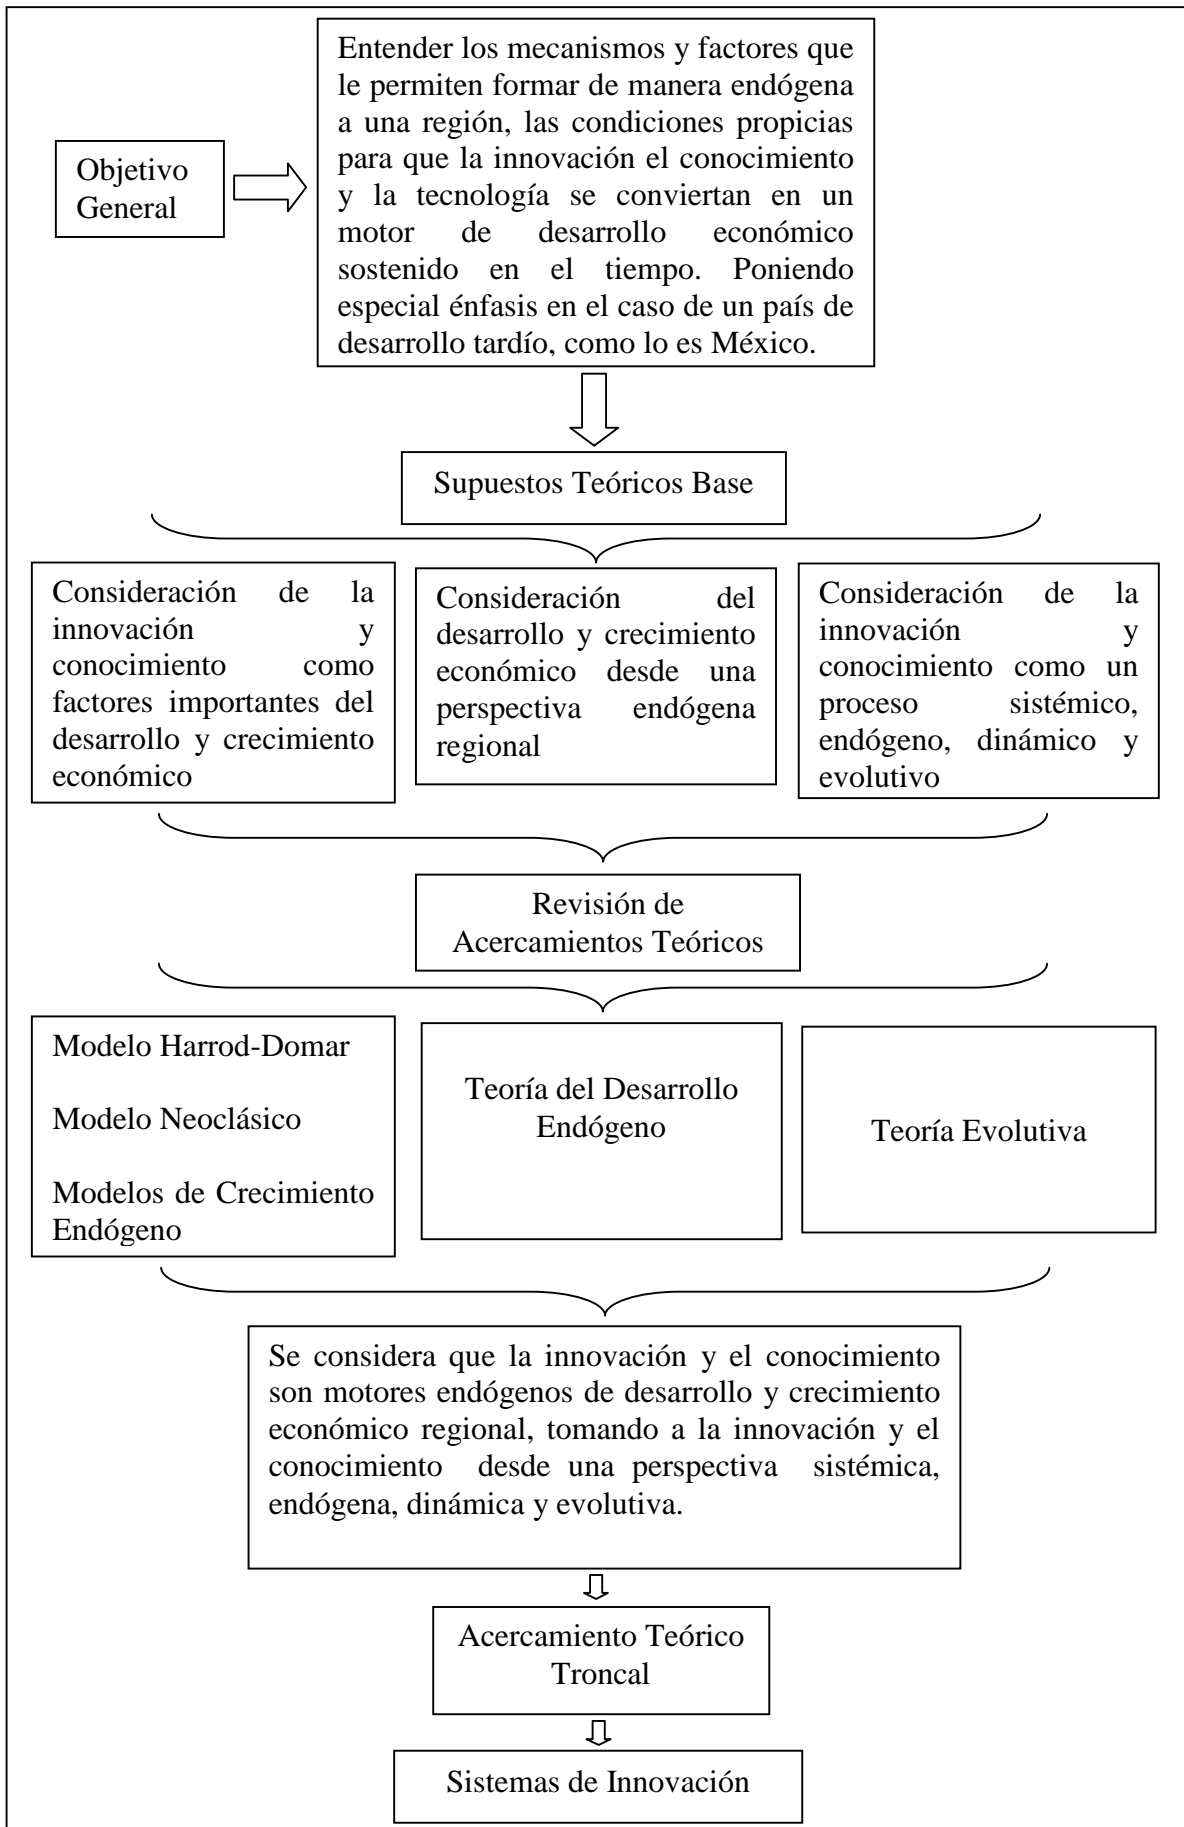 Objetivo
General
Entender los mecanismos y factores que
le permiten formar de manera endógena
a una región, las condiciones propicias
para que la innovación el conocimiento
y la tecnología se conviertan en un
motor de desarrollo económico
sostenido en el tiempo. Poniendo
especial énfasis en el caso de un país de
desarrollo tardío, como lo es México.
Supuestos Teóricos Base
Consideración de la
innovación y
conocimiento como
factores importantes del
desarrollo y crecimiento
económico
Consideración del
desarrollo y crecimiento
económico desde una
perspectiva endógena
regional
Consideración de la
innovación y
conocimiento como un
proceso sistémico,
endógeno, dinámico y
evolutivo
Revisión de
Acercamientos Teóricos
Modelo Harrod-Domar
Modelo Neoclásico
Modelos de Crecimiento
Endógeno
Teoría del Desarrollo
Endógeno
Teoría Evolutiva
Se considera que la innovación y el conocimiento
son motores endógenos de desarrollo y crecimiento
económico regional, tomando a la innovación y el
conocimiento desde una perspectiva sistémica,
endógena, dinámica y evolutiva.
Acercamiento Teórico
Troncal
Sistemas de Innovación